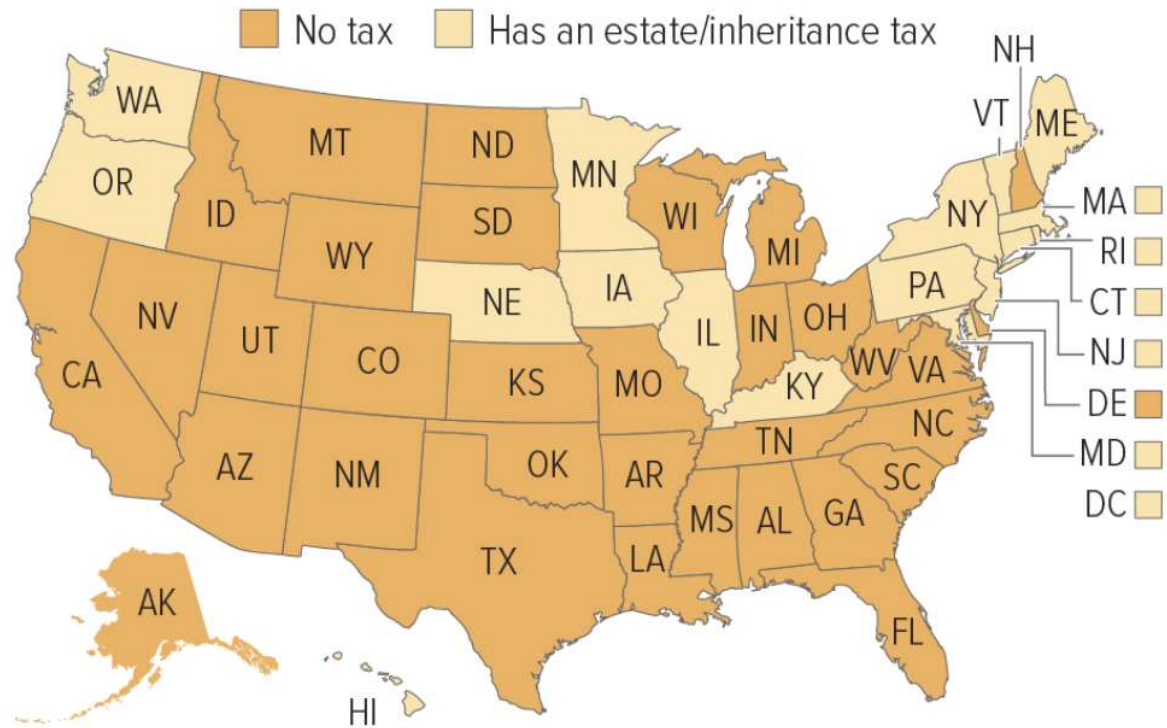 No tax
Has an estate/inheritance tax
NH
VT
ME
WA
MT
ND
MN
OR
ID
SD
WI
NY
MA
WY
MI
RI
NE
IA
PA
CT
NV
UT
CO
IL
IN
OH
NJ
CA
KS
MO
WV
VA
KY
DE
AZ
NM
OK
AR
TN
NC
MD
SC
DC
MS
AL
GA
TX
LA
AK
FL
HI